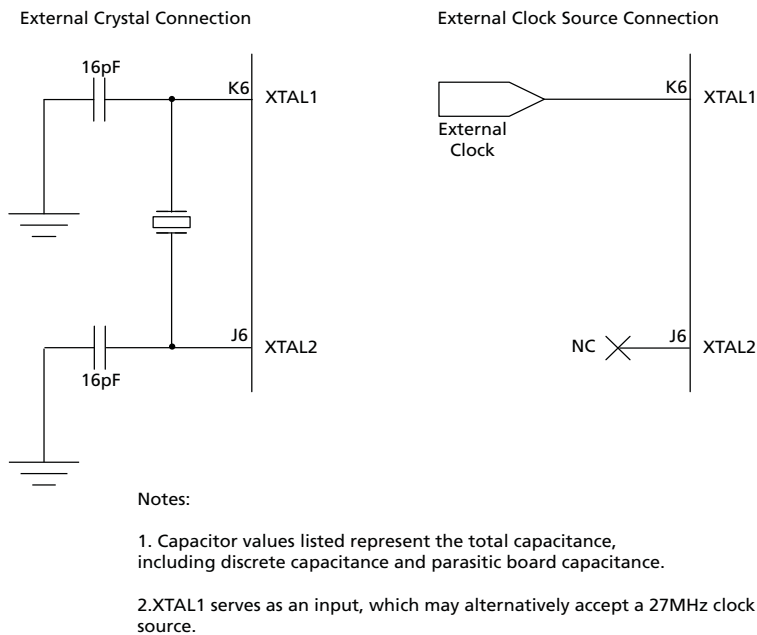 External Crystal Connection
External Clock Source Connection
16pF
K6
XTAL1
J6
XTAL2
16pF
K6
XTAL1
External
Clock
NC
J6
XTAL2
Notes:
1. Capacitor values listed represent the total capacitance,
including discrete capacitance and parasitic board capacitance.
2.XTAL1 serves as an input, which may alternatively accept a 27MHz clock
source.